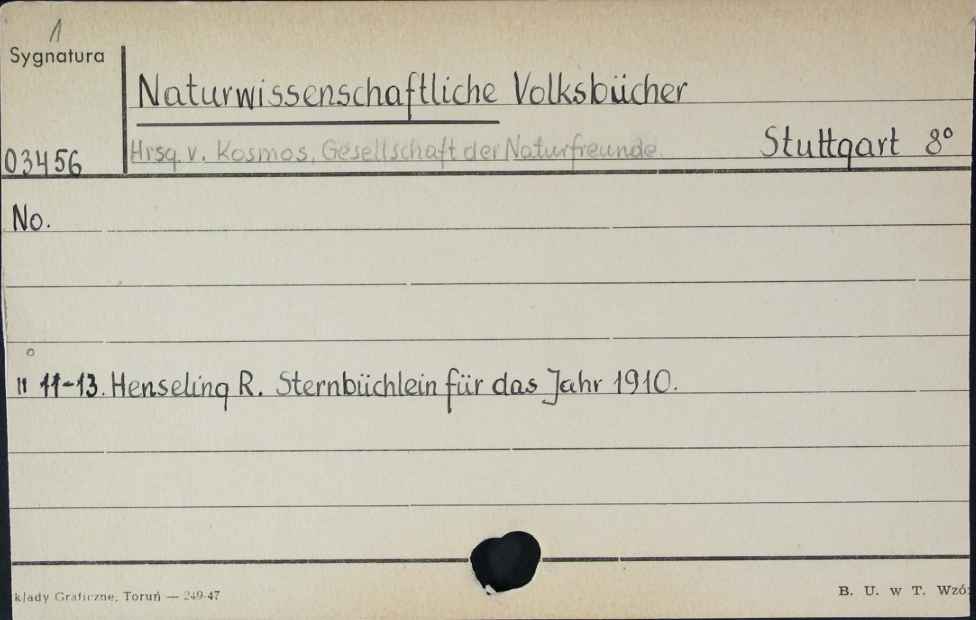 1
Sygnatura
Naturwissenschaftliche Volksbücher
03456
Hrsg. v. Kosmos, Gesellschaft der Naturfreunde. Stuttgart 8°
No.
" 11-13. Henseling R. Sternbüchlein für das Jahr 1910.
kłady Graficzne, Toruń — 249-47
B. U. w T. Wzó